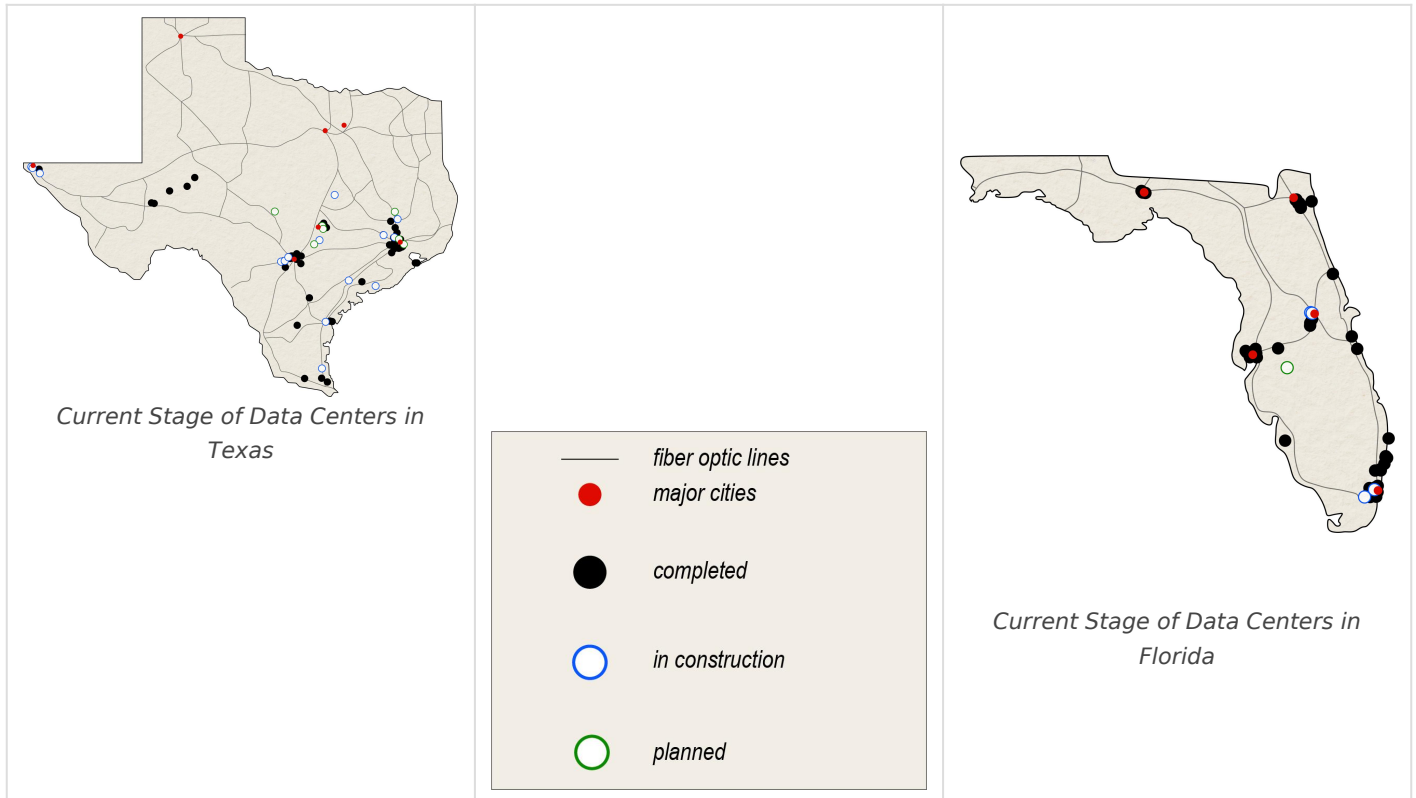 Current Stage of Data Centers in
Texas
fiber optic lines
major cities
completed
in construction
planned
Current Stage of Data Centers in
Florida